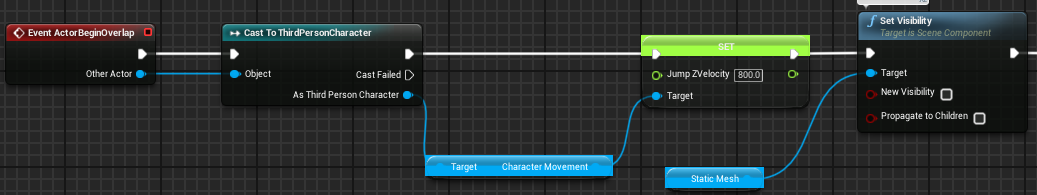 Event ActorBeginOverlap
Other Actor
Cast To ThirdPersonCharacter
Object
Cast Failed
As Third Person Character
Target Character Movement
SET
Jump ZVelocity 800.0
Target
Static Mesh
Set Visibility
Target is Scene Component
Target
New Visibility
Propagate to Children